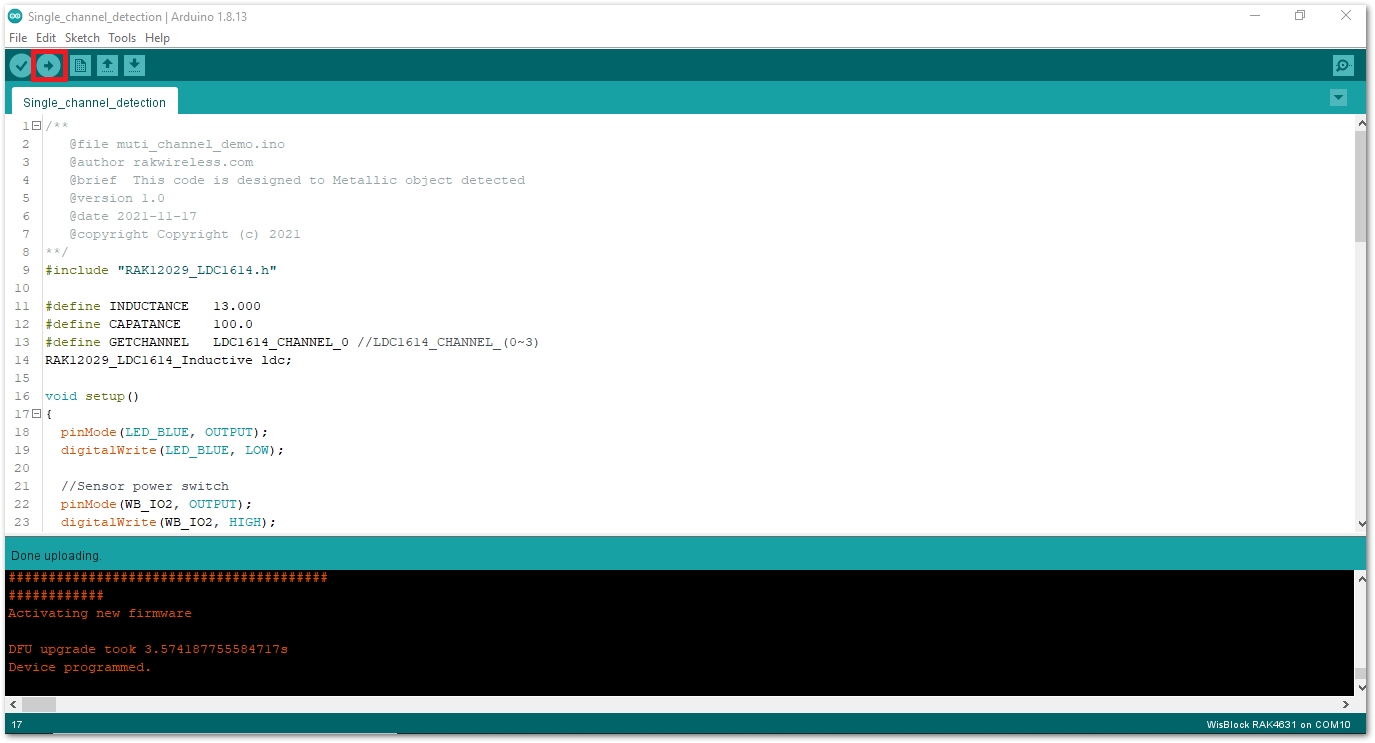 Single_channel_detection | Arduino 1.8.13
File Edit Sketch Tools Help
Single_channel_detection
1 /**
2 @file muti_channel_demo.ino
3 @author rakwireless.com
4 @brief  This code is designed to Metallic object detected
5 @version 1.0
6 @date 2021-11-17
7 @copyright Copyright (c) 2021
8 **/
9 #include "RAK12029_LDC1614.h"
10
11 #define INDUCTANCE   13.000
12 #define CAPATANCE    100.0
13 #define GETCHANNEL   LDC1614_CHANNEL_0 //LDC1614_CHANNEL_(0~3)
14 RAK12029_LDC1614_Inductive ldc;
15
16 void setup()
17 {
18 pinMode(LED_BLUE, OUTPUT);
19 digitalWrite(LED_BLUE, LOW);
20
21 //Sensor power switch
22 pinMode(WB_IO2, OUTPUT);
23 digitalWrite(WB_IO2, HIGH);
Done uploading.
########################################
############
Activating new firmware
DFU upgrade took 3.574187755584717s
Device programmed.
17 WisBlock RAK4631 on COM10